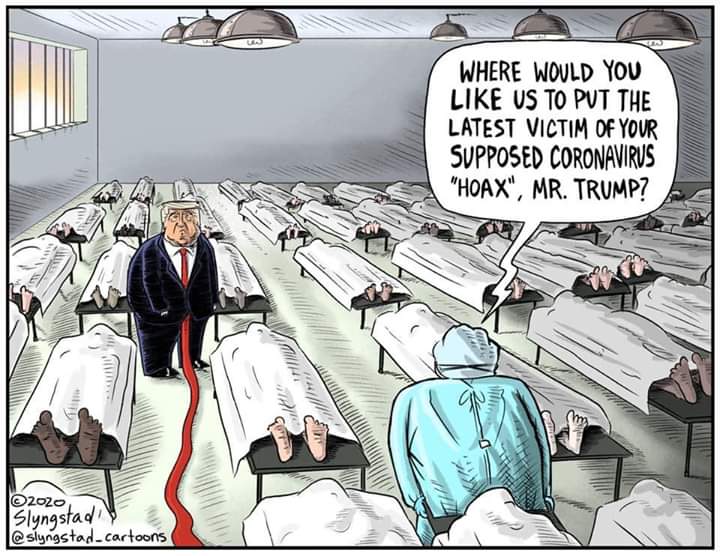 WHERE WOULD YOU
LIKE US TO PUT THE
LATEST VICTIM OF YOUR
SUPPOSED CORONAVIRUS
"HOAX", MR. TRUMP?
©2020
Slyngstad
@slyngstad_cartoons